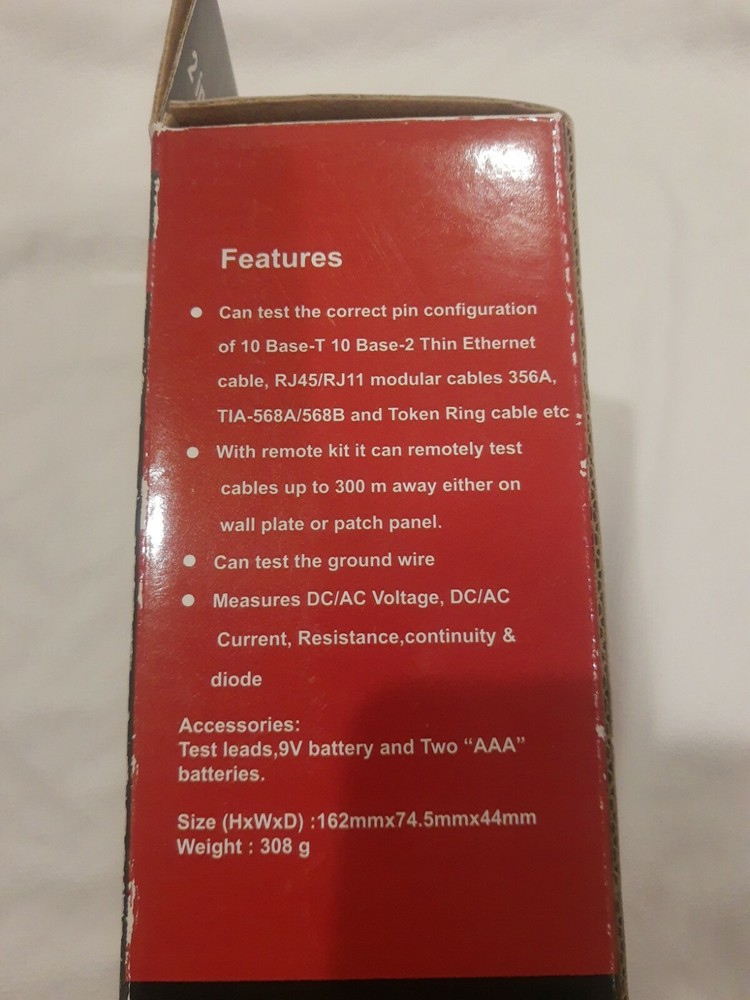 2 in
Features
● Can test the correct pin configuration
of 10 Base-T 10 Base-2 Thin Ethernet
cable, RJ45/RJ11 modular cables 356A,
TIA-568A/568B and Token Ring cable etc .
● With remote kit it can remotely test
cables up to 300 m away either on
wall plate or patch panel.
● Can test the ground wire
● Measures DC/AC Voltage, DC/AC
Current, Resistance,continuity &
diode
Accessories:
Test leads,9V battery and Two “AAA”
batteries.
Size (HxWxD) :162mmx74.5mmx44mm
Weight : 308 g